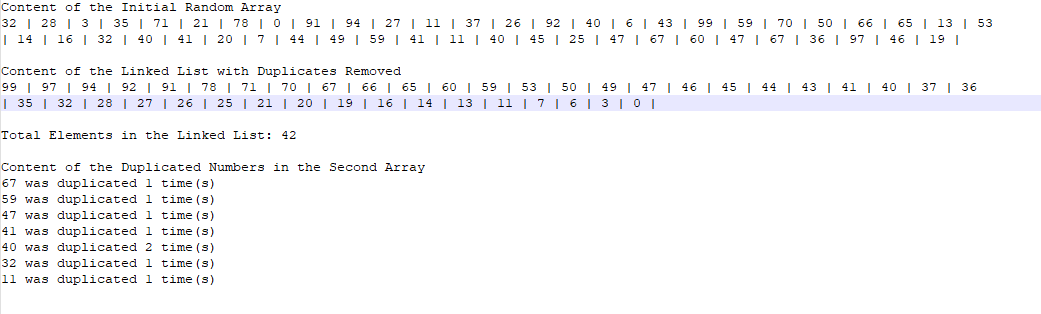 Content of the Initial Random Array
32 | 28 | 3 | 35 | 71 | 21 | 78 | 0 | 91 | 94 | 27 | 11 | 37 | 26 | 92 | 40 | 6 | 43 | 99 | 59 | 70 | 50 | 66 | 65 | 13 | 53
| 14 | 16 | 32 | 40 | 41 | 20 | 7 | 44 | 49 | 59 | 41 | 11 | 40 | 45 | 25 | 47 | 67 | 60 | 47 | 67 | 36 | 97 | 46 | 19 |
Content of the Linked List with Duplicates Removed
99 | 97 | 94 | 92 | 91 | 78 | 71 | 70 | 67 | 66 | 65 | 60 | 59 | 53 | 50 | 49 | 47 | 46 | 45 | 44 | 43 | 41 | 40 | 37 | 36
| 35 | 32 | 28 | 27 | 26 | 25 | 21 | 20 | 19 | 16 | 14 | 13 | 11 | 7 | 6 | 3 | 0 |
Total Elements in the Linked List: 42
Content of the Duplicated Numbers in the Second Array
67 was duplicated 1 time(s)
59 was duplicated 1 time(s)
47 was duplicated 1 time(s)
41 was duplicated 1 time(s)
40 was duplicated 2 time(s)
32 was duplicated 1 time(s)
11 was duplicated 1 time(s)